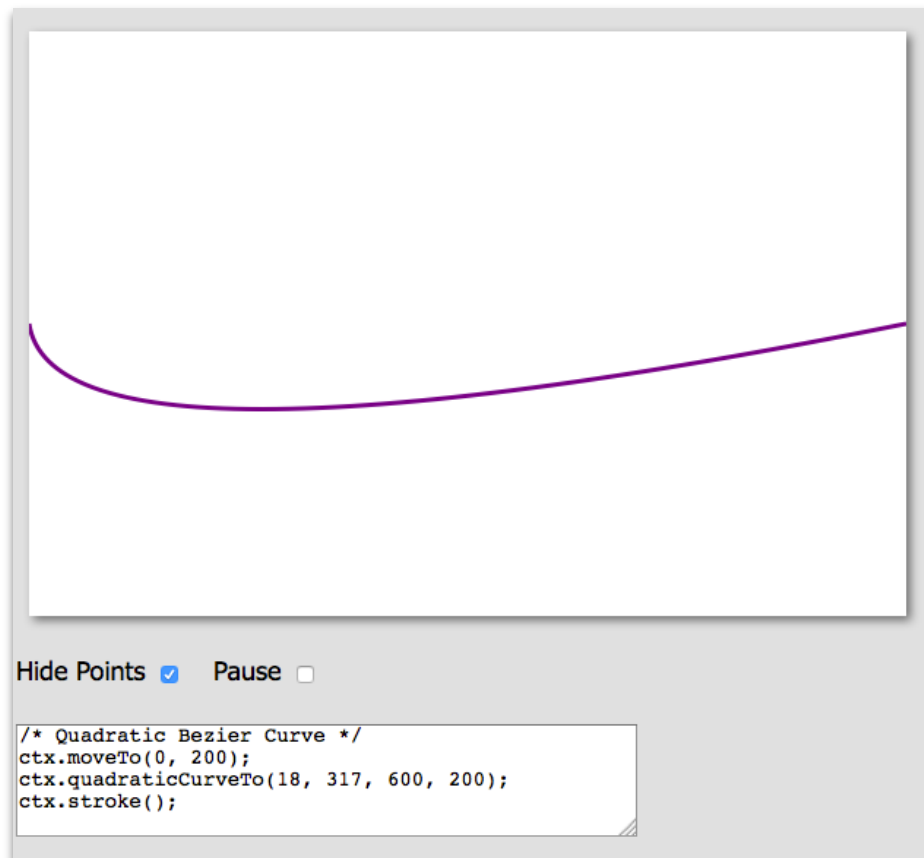 Hide Points Pause
/* Quadratic Bezier Curve */
ctx.moveTo(0, 200);
ctx.quadraticCurveTo(18, 317, 600, 200);
ctx.stroke();